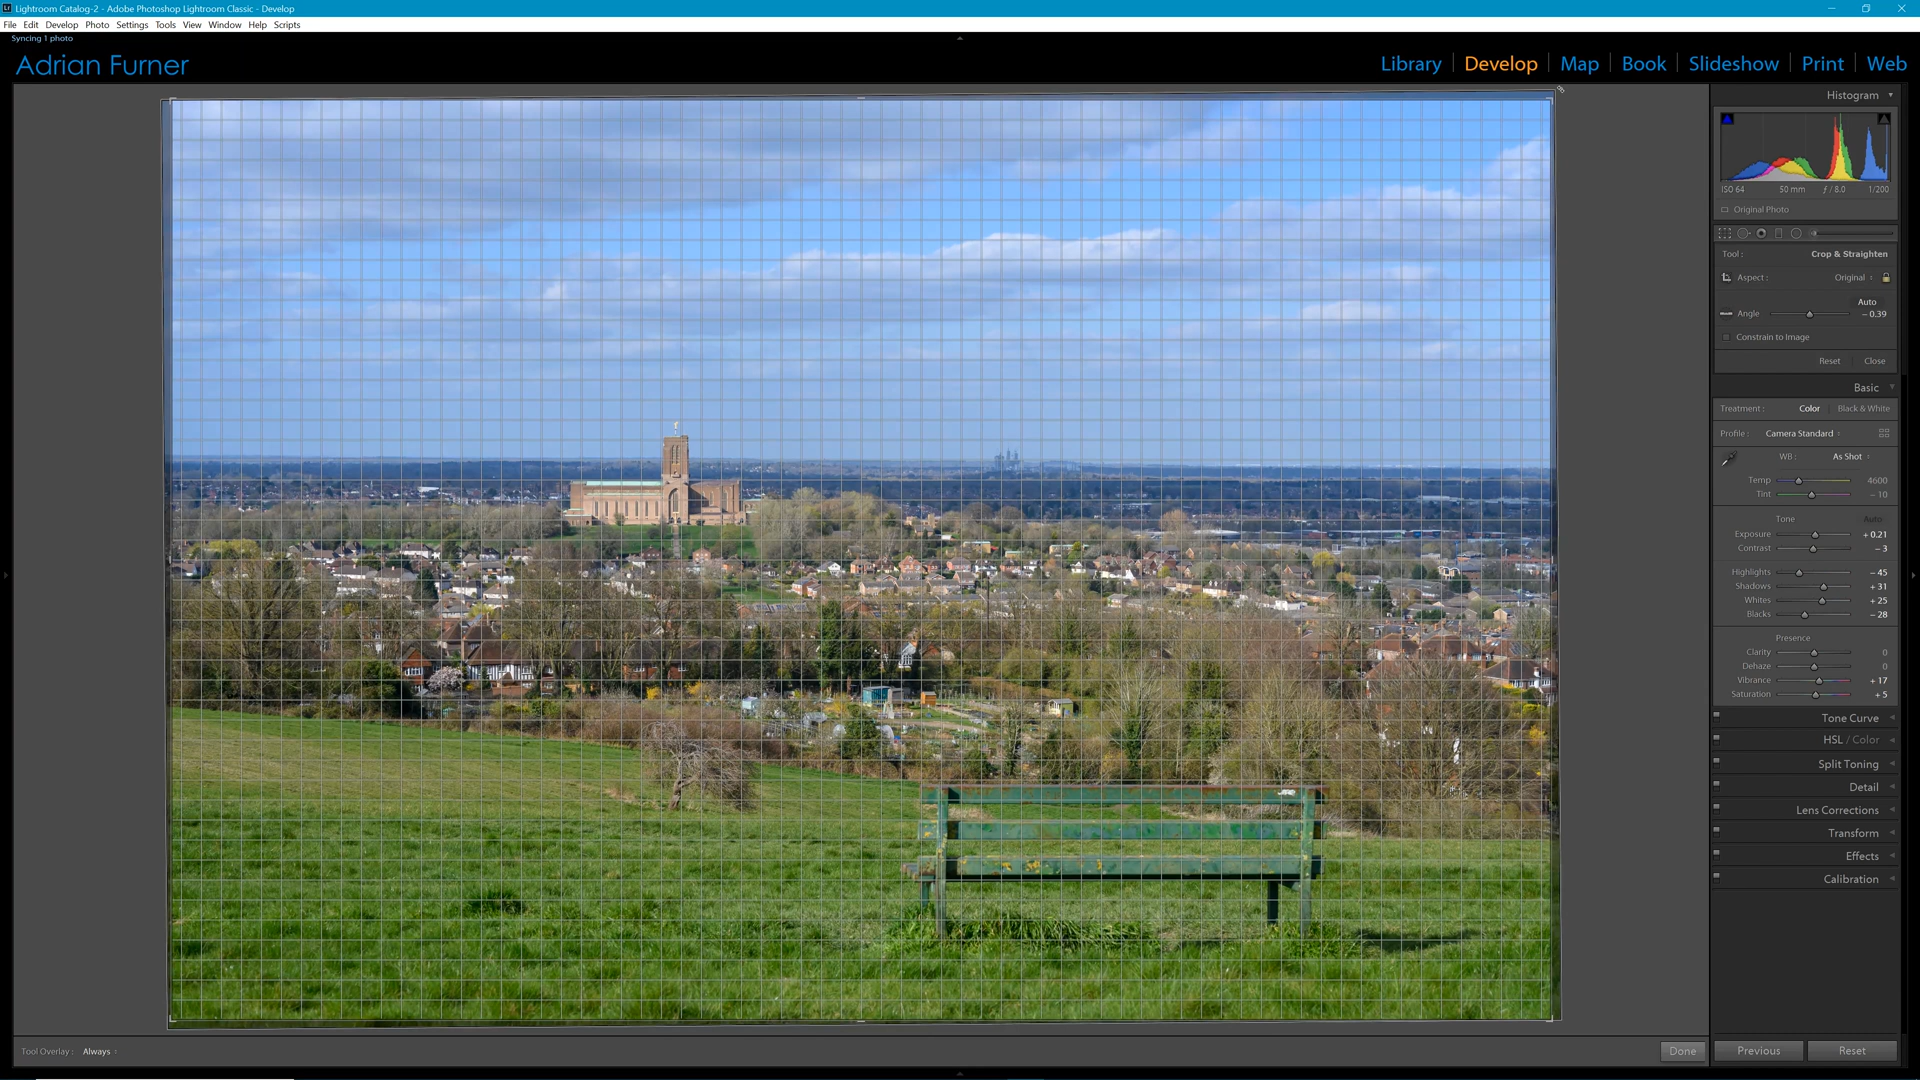 Lightroom Catalog-2 - Adobe Photoshop Lightroom Classic - Develop
File Edit Develop Photo Settings Tools View Window Help Scripts
Syncing 1 photo
Adrian Furner
Library Develop Map Book Slideshow Print Web
Histogram
ISO 64 50 mm ƒ / 8.0 1/200
Original Photo
Tool : Crop & Straighten
Aspect : Original
Auto
Angle - 0.39
Constrain to Image
Reset Close
Basic
Treatment : Color Black & White
Profile : Camera Standard
WB : As Shot
Temp 4600
Tint - 10
Tone Auto
Exposure + 0.21
Contrast - 3
Highlights - 45
Shadows + 31
Whites + 25
Blacks - 28
Presence
Clarity 0
Dehaze 0
Vibrance + 17
Saturation + 5
Tone Curve
HSL / Color
Split Toning
Detail
Lens Corrections
Transform
Effects
Calibration
Tool Overlay : Always
Done
Previous Reset